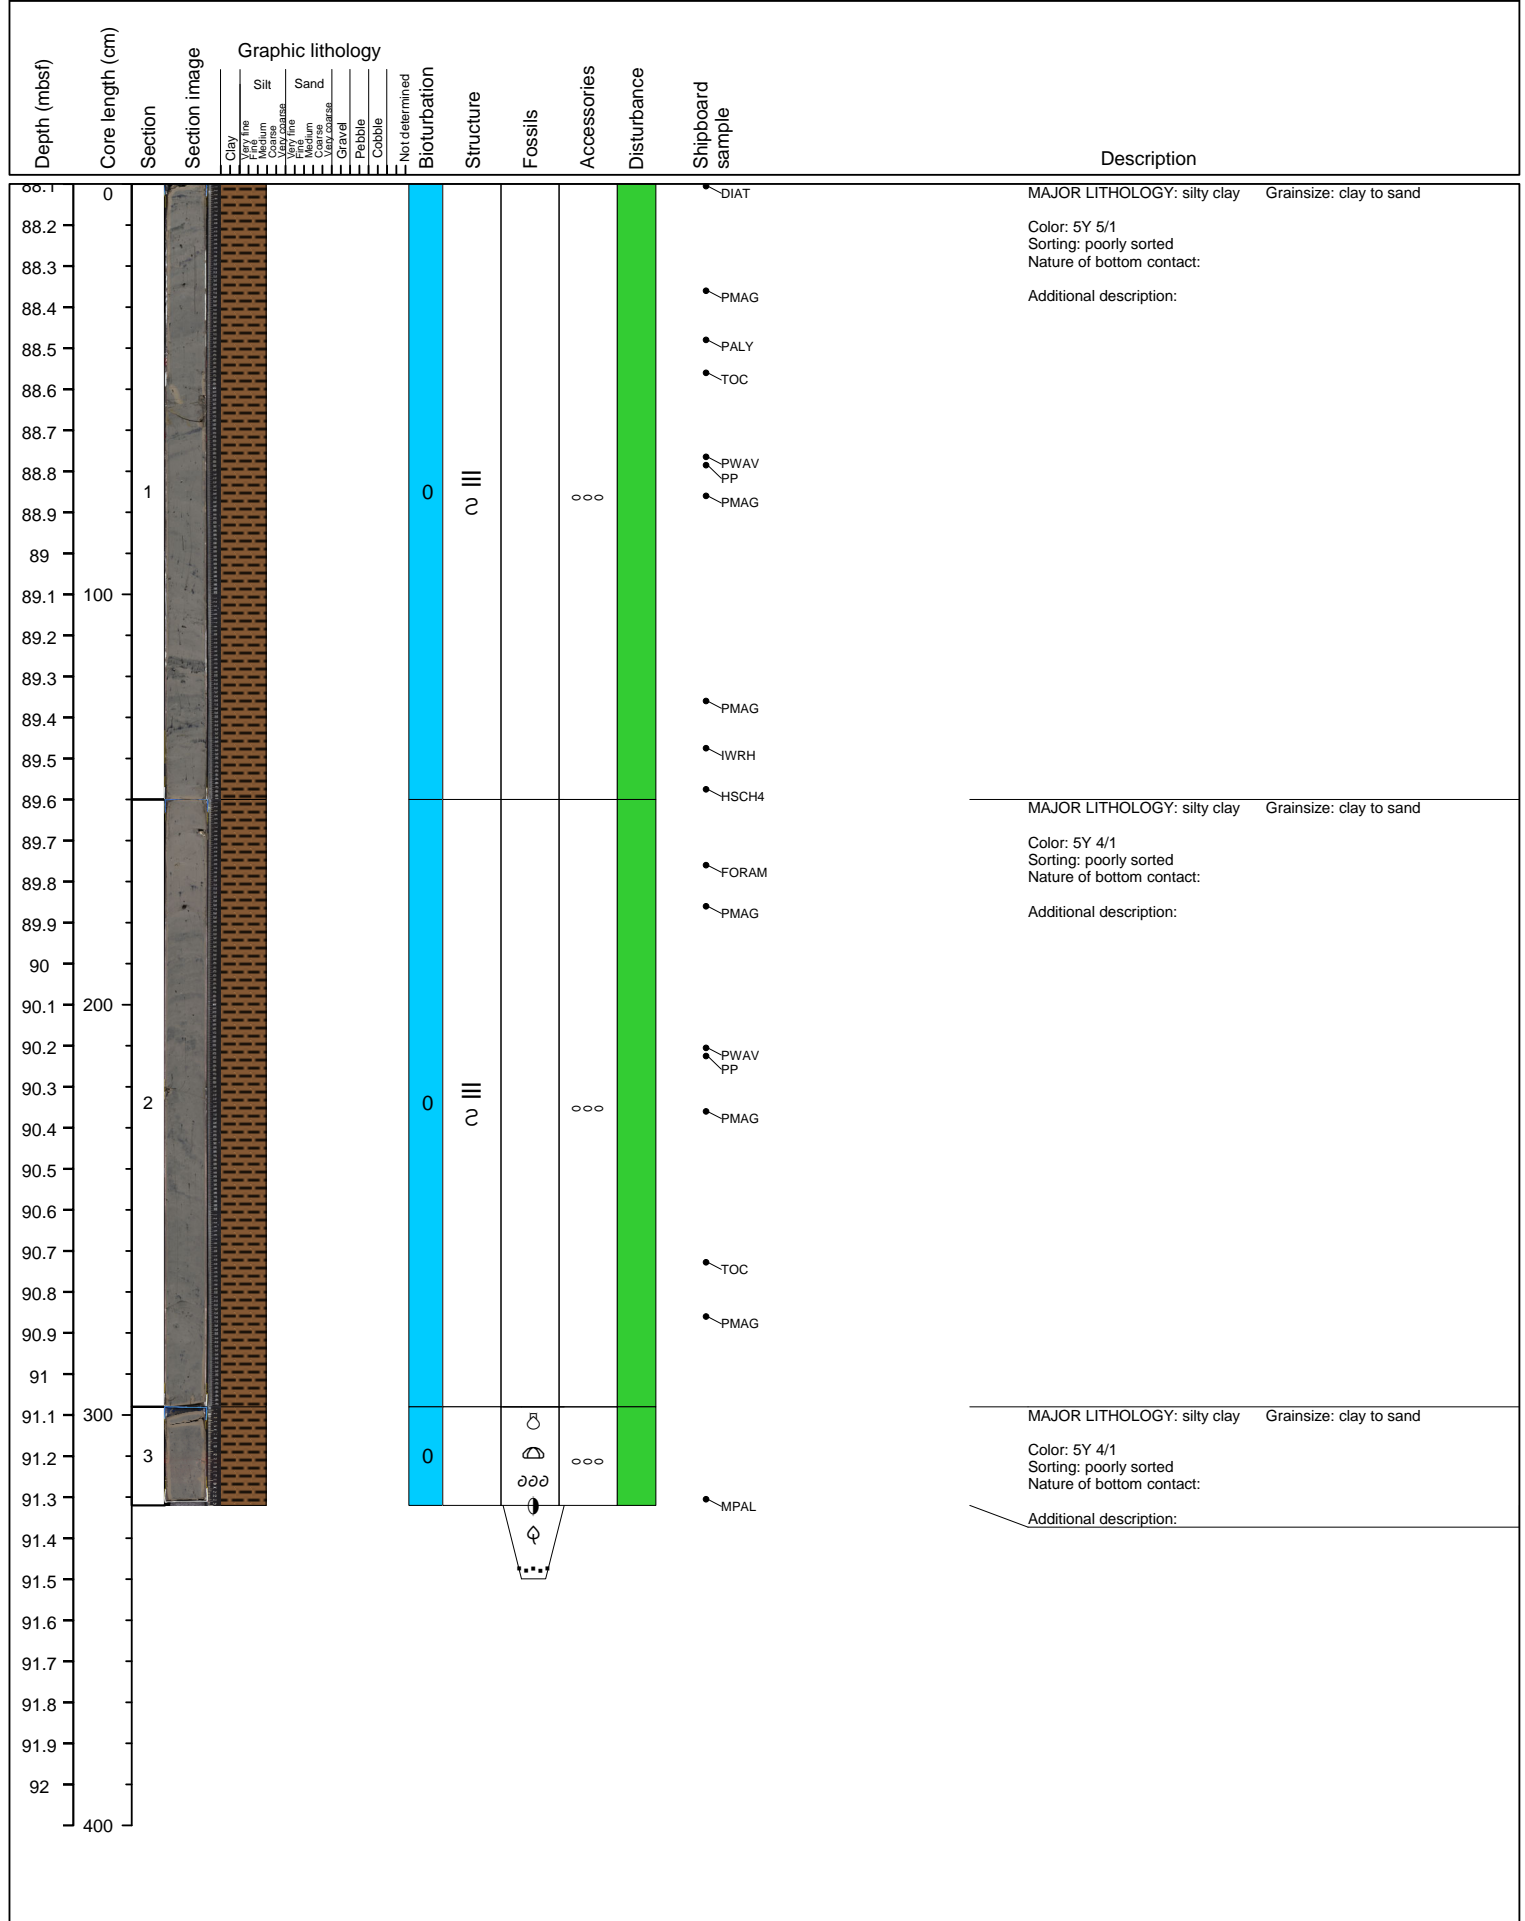 Depth (mbsf)
Core length (cm)
Section
Section image
Graphic lithology
Clay
Silt
Very fine
Fine
Medium
Coarse
Very coarse
Sand
Very fine
Fine
Medium
Coarse
Very coarse
Gravel
Pebble
Cobble
Not determined
Bioturbation
Structure
Fossils
Accessories
Disturbance
Shipboard
sample
Description
88.1
88.2
88.3
88.4
88.5
88.6
88.7
88.8
88.9
89
89.1
89.2
89.3
89.4
89.5
89.6
89.7
89.8
89.9
90
90.1
90.2
90.3
90.4
90.5
90.6
90.7
90.8
90.9
91
91.1
91.2
91.3
91.4
91.5
91.6
91.7
91.8
91.9
92
0
100
200
300
400
1
2
3
0
0
0
DIAT
PMAG
PALY
TOC
PWAV
PP
PMAG
PMAG
IWRH
HSCH4
FORAM
PMAG
PWAV
PP
PMAG
TOC
PMAG
MPAL
MAJOR LITHOLOGY: silty clay Grainsize: clay to sand
Color: 5Y 5/1
Sorting: poorly sorted
Nature of bottom contact:
Additional description:
MAJOR LITHOLOGY: silty clay Grainsize: clay to sand
Color: 5Y 4/1
Sorting: poorly sorted
Nature of bottom contact:
Additional description:
MAJOR LITHOLOGY: silty clay Grainsize: clay to sand
Color: 5Y 4/1
Sorting: poorly sorted
Nature of bottom contact:
Additional description: